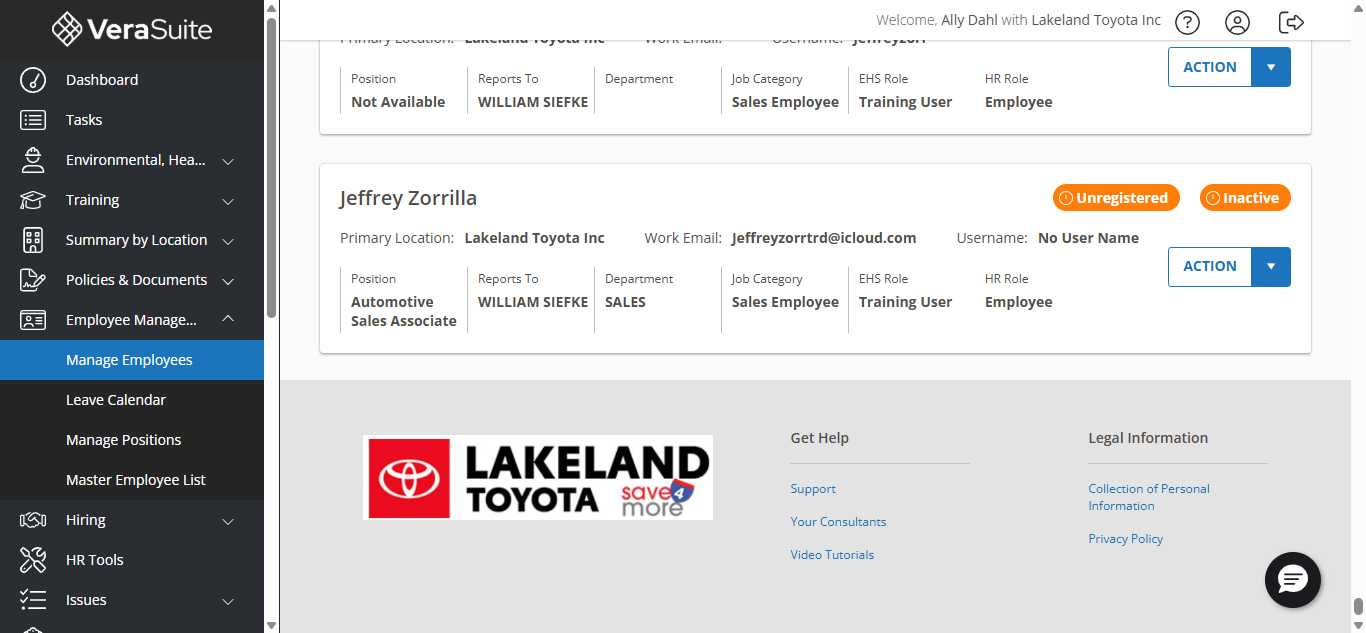 VeraSuite
Welcome, Ally Dahl with Lakeland Toyota Inc
Dashboard
Tasks
Environmental, Hea...
Training
Summary by Location
Policies & Documents
Employee Manage...
Manage Employees
Leave Calendar
Manage Positions
Master Employee List
Hiring
HR Tools
Issues
Primary Location: Lakeland Toyota Inc Work Email: Username: jeffreyzorr
Position Reports To Department Job Category EHS Role HR Role
Not Available WILLIAM SIEFKE Sales Employee Training User Employee
ACTION
Jeffrey Zorrilla
Unregistered Inactive
Primary Location: Lakeland Toyota Inc Work Email: Jeffreyzorrtrd@icloud.com Username: No User Name
Position Reports To Department Job Category EHS Role HR Role
Automotive WILLIAM SIEFKE SALES Sales Employee Training User Employee
Sales Associate
ACTION
LAKELAND
TOYOTA save 4
more
Get Help
Support
Your Consultants
Video Tutorials
Legal Information
Collection of Personal
Information
Privacy Policy